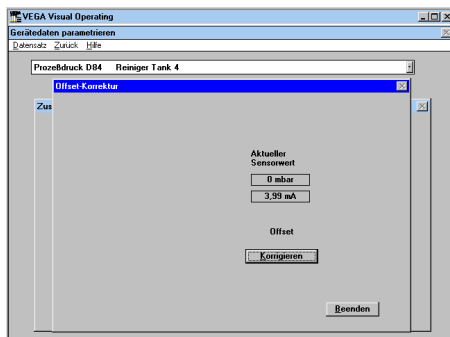 VEGA Visual Operating
Gerätedaten parametrieren
Datensatz Zurück Hilfe
Prozeßdruck D84 Reiniger Tank 4
Offset-Korrektur
Zus
Aktueller
Sensorwert
0 mbar
3,99 mA
Offset
Korrigieren
Beenden